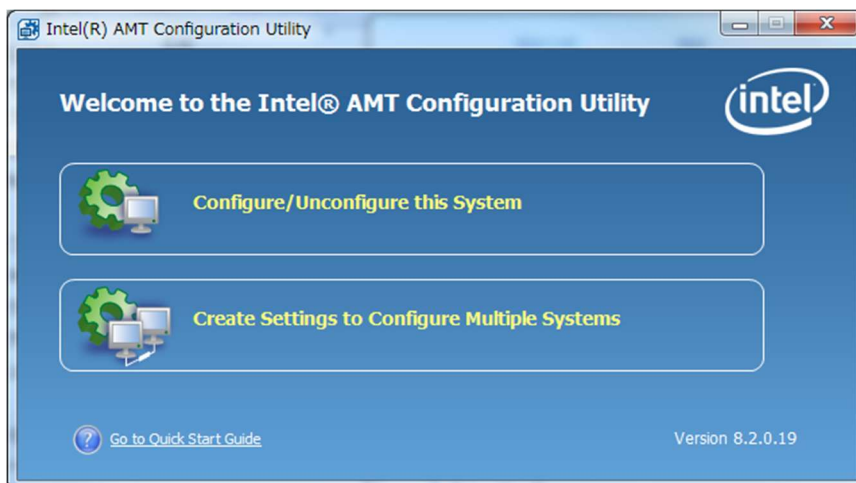 Intel(R) AMT Configuration Utility
Welcome to the Intel® AMT Configuration Utility
intel
Configure/Unconfigure this System
Create Settings to Configure Multiple Systems
? Go to Quick Start Guide
Version 8.2.0.19